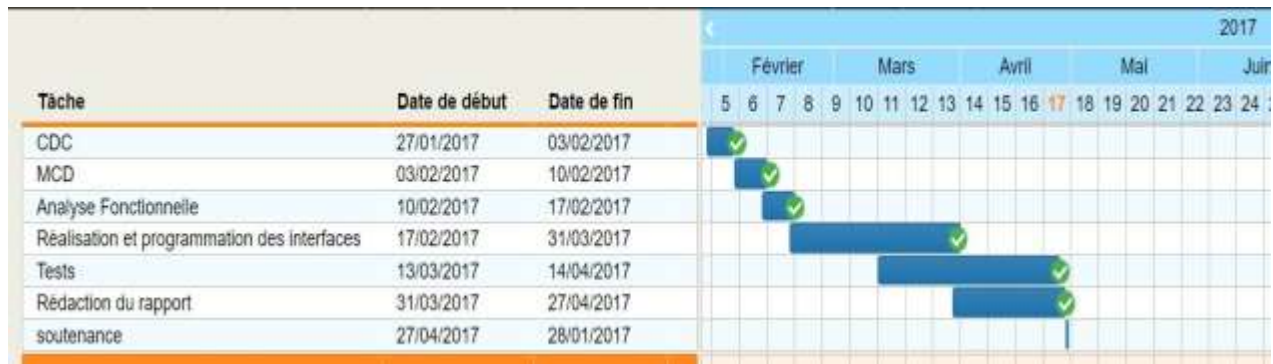 2017
Février Mars Avril Mai Juin
Tâche Date de début Date de fin 5 6 7 8 9 10 11 12 13 14 15 16 17 18 19 20 21 22 23 24
CDC 27/01/2017 03/02/2017
MCD 03/02/2017 10/02/2017
Analyse Fonctionnelle 10/02/2017 17/02/2017
Réalisation et programmation des interfaces 17/02/2017 31/03/2017
Tests 13/03/2017 14/04/2017
Rédaction du rapport 31/03/2017 27/04/2017
soutenance 27/04/2017 28/01/2017